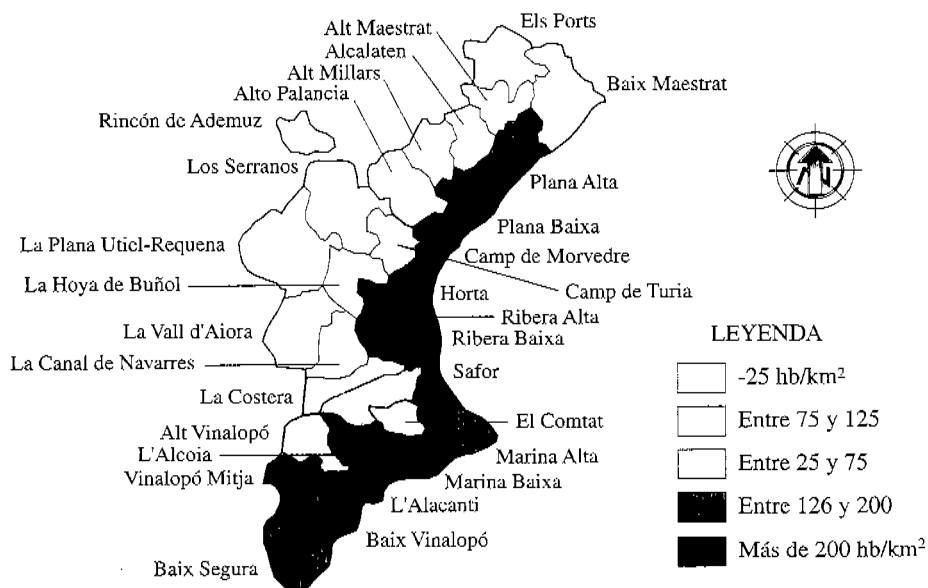 Els Ports
Alt Maestrat
Alcalaten
Alt Millars
Alto Palancia
Baix Maestrat
Rincón de Ademuz
Los Serranos
Plana Alta
N
Plana Baixa
La Plana Uticl-Requena
Camp de Morvedre
La Hoya de Buñol
Horta
Camp de Turia
Ribera Alta
La Vall d'Aiora
Ribera Baixa
La Canal de Navarres
Safor
La Costera
El Comtat
Alt Vinalopó
L'Alcoia
Marina Alta
Vinalopó Mitja
Marina Baixa
L'Alacanti
Baix Vinalopó
Baix Segura
LEYENDA
-25 hb/km²
Entre 75 y 125
Entre 25 y 75
Entre 126 y 200
Más de 200 hb/km²